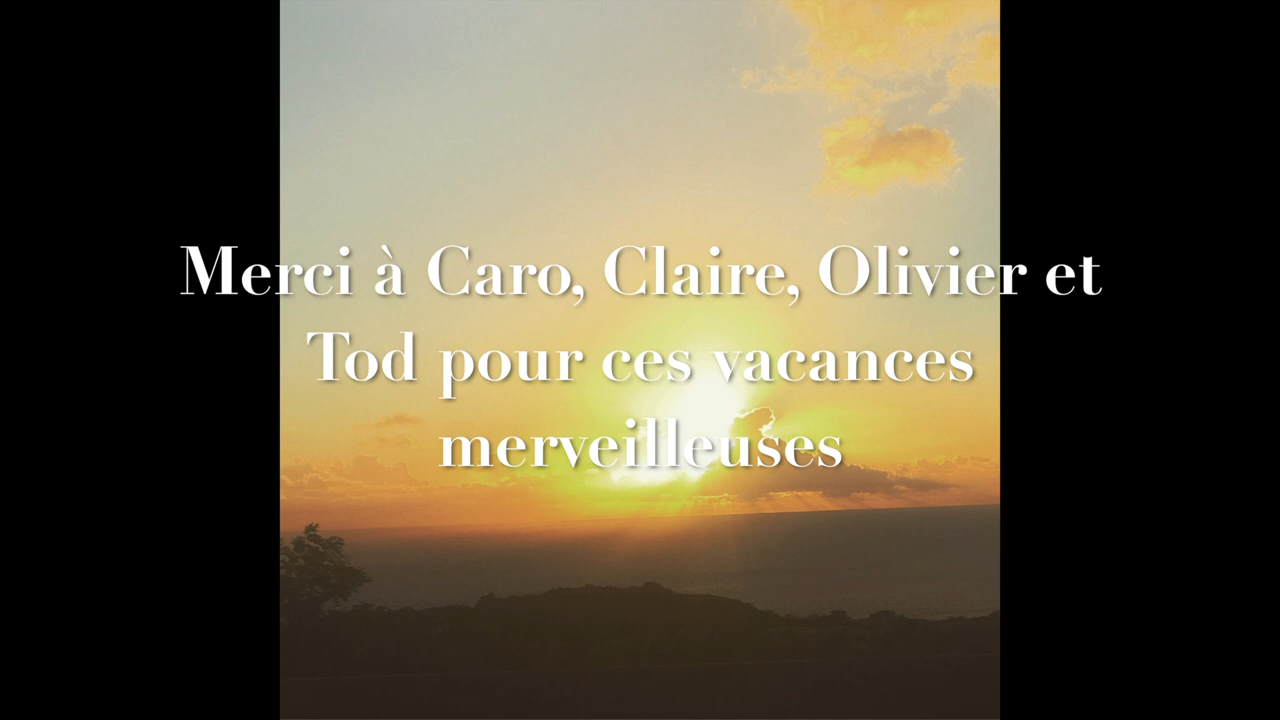 Merci à Caro, Claire, Olivier et
Tod pour ces vacances
merveilleuses